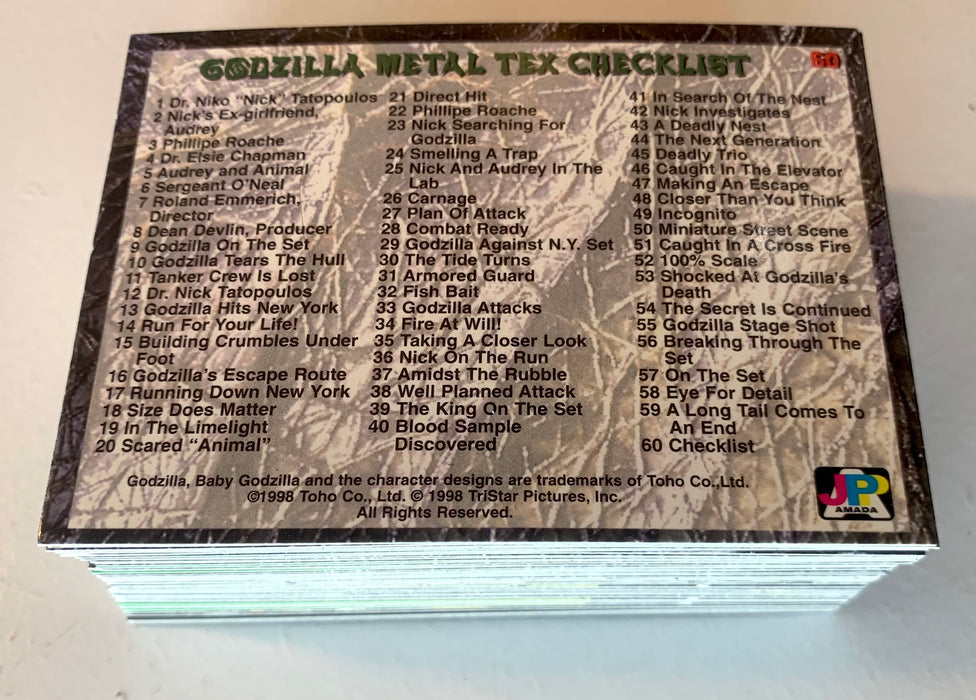 GODZILLA METAL TEX CHECKLIST
60
1 Dr. Niko "Nick" Tatopoulos
2 Nick's Ex-girlfriend,
Audrey
3 Phillipe Roache
4 Dr. Elsie Chapman
5 Audrey and Animal
6 Sergeant O'Neal
7 Roland Emmerich,
Director
8 Dean Devlin, Producer
9 Godzilla On The Set
10 Godzilla Tears The Hull
11 Tanker Crew Is Lost
12 Dr. Nick Tatopoulos
13 Godzilla Hits New York
14 Run For Your Life!
15 Building Crumbles Under
Foot
16 Godzilla's Escape Route
17 Running Down New York
18 Size Does Matter
19 In The Limelight
20 Scared "Animal"
21 Direct Hit
22 Phillipe Roache
23 Nick Searching For
Godzilla
24 Smelling A Trap
25 Nick And Audrey In The
Lab
26 Carnage
27 Plan Of Attack
28 Combat Ready
29 Godzilla Against N.Y. Set
30 The Tide Turns
31 Armored Guard
32 Fish Bait
33 Godzilla Attacks
34 Fire At Will!
35 Taking A Closer Look
36 Nick On The Run
37 Amidst The Rubble
38 Well Planned Attack
39 The King On The Set
40 Blood Sample
Discovered
41 In Search Of The Nest
42 Nick Investigates
43 A Deadly Nest
44 The Next Generation
45 Deadly Trio
46 Caught In The Elevator
47 Making An Escape
48 Closer Than You Think
49 Incognito
50 Miniature Street Scene
51 Caught In A Cross Fire
52 100% Scale
53 Shocked At Godzilla's
Death
54 The Secret Is Continued
55 Godzilla Stage Shot
56 Breaking Through The
Set
57 On The Set
58 Eye For Detail
59 A Long Tail Comes To
An End
60 Checklist
Godzilla, Baby Godzilla and the character designs are trademarks of Toho Co.,Ltd.
©1998 Toho Co., Ltd. © 1998 TriStar Pictures, Inc.
All Rights Reserved.
JPP
AMADA